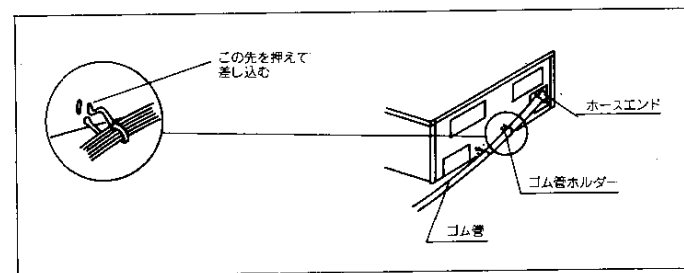 この先を押えて
差し込む
ホースエンド
ゴム管ホルダー
ゴム管